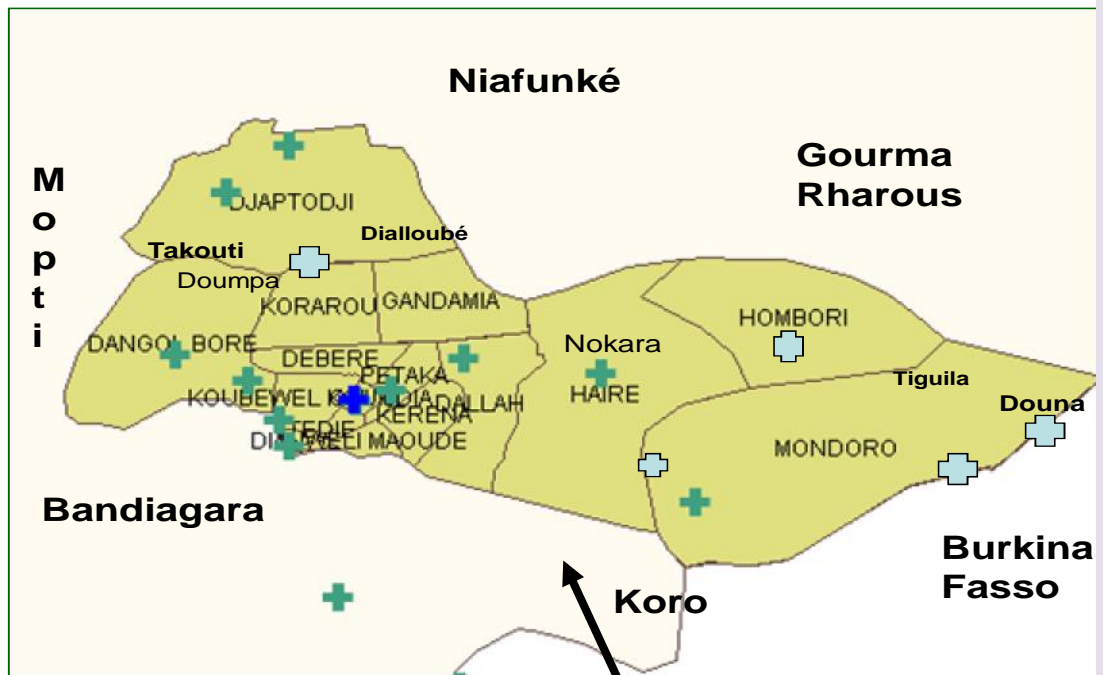 Niafunké
Gourma
Rharous
Mopti
DJAPTODJI
Takouti
Dialloubé
Doumpa
KORAROU
GANDAMIA
HOMBORI
DANGOL BORE
DEBERE
Nokara
PETAKA
Tiguila
KOUBEWEL
HAIRE
DALLAH
Douna
KERENA
TEDIE
MAOUDE
MONDORO
Bandiagara
Burkina
Fasso
Koro